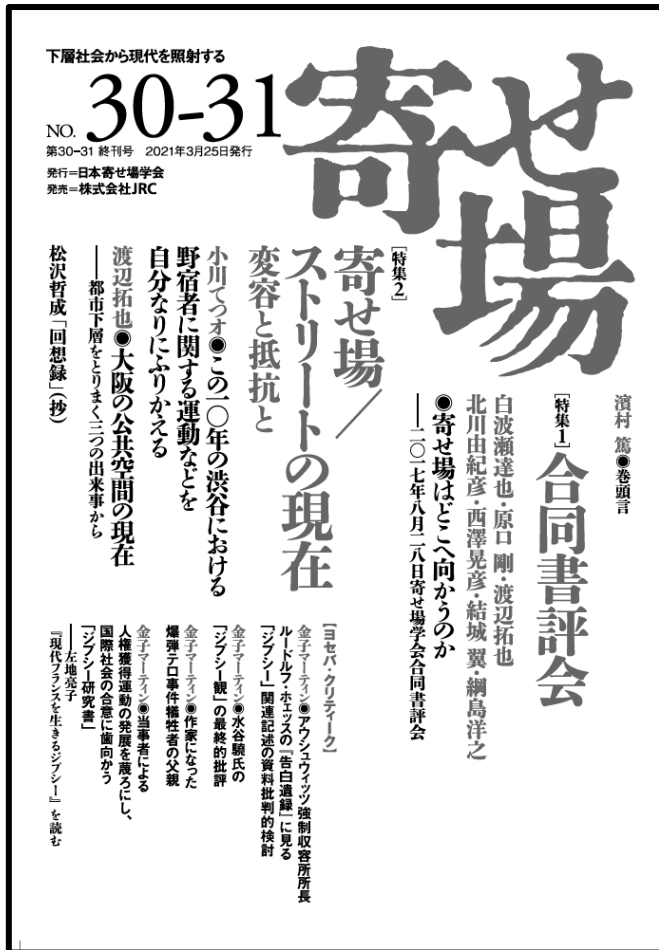 下層社会から現代を照射する
NO. 30-31
第30-31 終刊号　2021年3月25日発行
発行=日本寄せ場学会
発売=株式会社JRC
寄せ場
濱村 篤●巻頭言
[特集1]合同書評会
白波瀬達也・原口 剛・渡辺拓也
北川由紀彦・西澤晃彦・結城 翼・綱島洋之
●寄せ場はどこへ向かうのか
――二〇一七年八月二八日寄せ場学会合同書評会
[特集2]
寄せ場／
ストリートの現在
変容と抵抗と
小川てつオ●この一〇年の渋谷における
野宿者に関する運動などを
自分なりにふりかえる
渡辺拓也●大阪の公共空間の現在
――都市下層をとりまく三つの出来事から
松沢哲成「回想録」(抄)
[ヨセバ・クリティーク]
金子マーティン●アウシュウィッツ強制収容所所長
ルードルフ・ヘェッスの『告白遺録』に見る
「ジプシー」関連記述の資料批判的検討
金子マーティン●水谷驍氏の
「ジプシー観」の最終的批評
金子マーティン●作家になった
爆弾テロ事件犠牲者の父親
金子マーティン●当事者による
人権獲得運動の発展を蔑ろにし、
国際社会の合意に歯向かう
「ジプシー研究書」
――左地亮子
『現代フランスを生きるジプシー』を読む